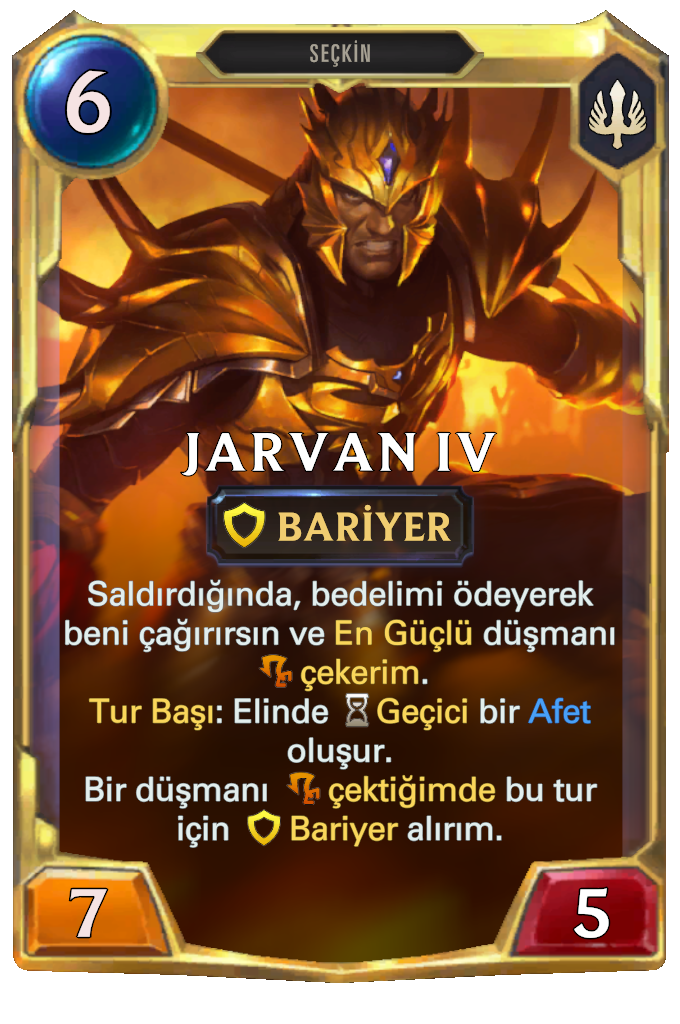 SEÇKİN
6
JARVAN IV
BARİYER
Saldırdığında, bedelimi ödeyerek
beni çağırırsın ve En Güçlü düşmanı
çekerim.
Tur Başı: Elinde Geçici bir Afet
oluşur.
Bir düşmanı çektiğimde bu tur
için Bariyer alırım.
7
5